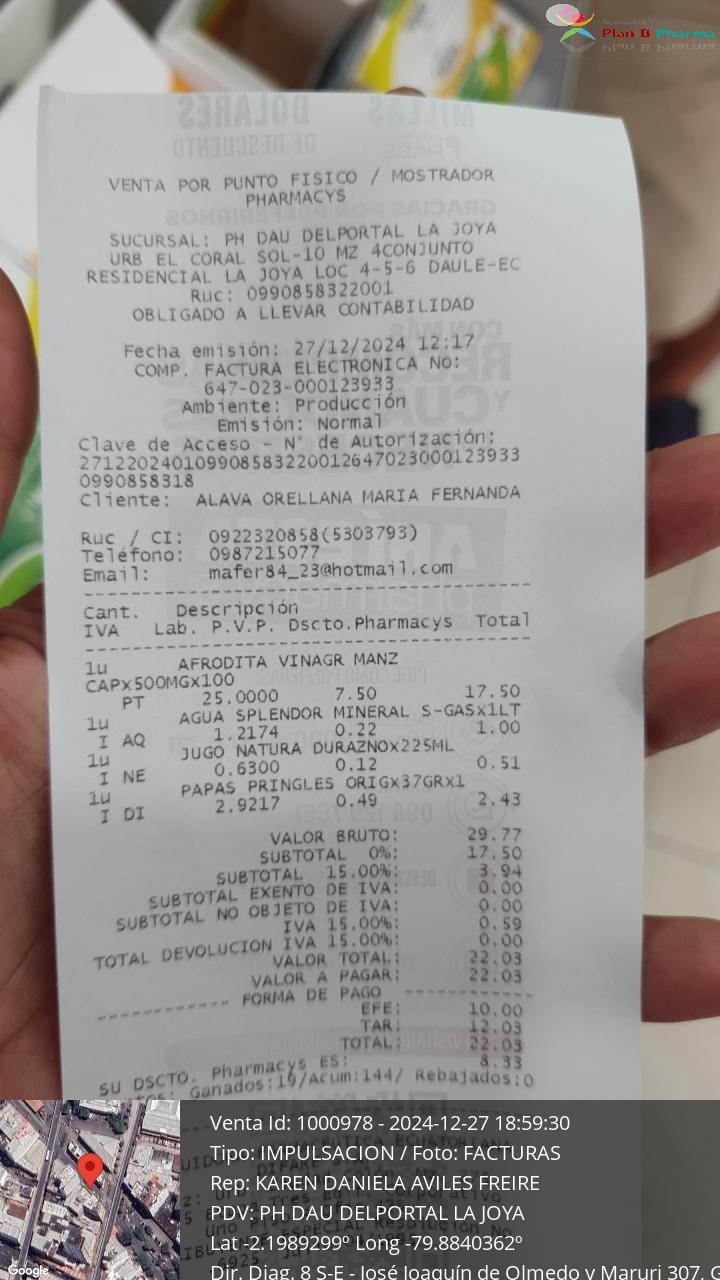 Plan B Pharma
VENTA POR PUNTO FISICO / MOSTRADOR
PHARMACYS
SUCURSAL: PH DAU DELPORTAL LA JOYA
URB EL CORAL SOL-10 MZ 4CONJUNTO
RESIDENCIAL LA JOYA LOC 4-5-6 DAULE-EC
Ruc: 0990858322001
OBLIGADO A LLEVAR CONTABILIDAD
Fecha emisión: 27/12/2024 12:17
COMP. FACTURA ELECTRONICA No:
647-023-000123933
Ambiente: Producción
Emisión: Normal
Clave de Acceso - N° de Autorización:
271220240109908583220012647023000123933
0990858318
Cliente: ALAVA ORELLANA MARIA FERNANDA
Ruc / CI: 0922320858(5303793)
Teléfono: 0987215077
Email: mafer84_23@hotmail.com
Cant. Descripción
IVA Lab. P.V.P. Dscto.Pharmacys Total
1u AFRODITA VINAGR MANZ
CAPx500MGx100
PT 25.0000 7.50 17.50
1u AGUA SPLENDOR MINERAL S-GASx1LT
I AQ 1.2174 0.22 1.00
1u JUGO NATURA DURAZNOx225ML
I NE 0.6300 0.12 0.51
1u PAPAS PRINGLES ORIGx37GRx1
I DI 2.9217 0.49 2.43
VALOR BRUTO: 29.77
SUBTOTAL 0%: 17.50
SUBTOTAL 15.00%: 3.94
SUBTOTAL EXENTO DE IVA: 0.00
SUBTOTAL NO OBJETO DE IVA: 0.00
IVA 15.00%: 0.59
TOTAL DEVOLUCION IVA 15.00%: 0.00
VALOR TOTAL: 22.03
VALOR A PAGAR: 22.03
FORMA DE PAGO
EFE: 10.00
TAR: 12.03
TOTAL: 22.03
SU DSCTO. Pharmacys ES: 8.33
Ganados:19/Acum:144/ Rebajados:0
Venta Id: 1000978 - 2024-12-27 18:59:30
Tipo: IMPULSACION / Foto: FACTURAS
Rep: KAREN DANIELA AVILES FREIRE
PDV: PH DAU DELPORTAL LA JOYA
Lat -2.1989299º Long -79.8840362º
Dir. Diag. 8 S-E - José Joaquín de Olmedo y Maruri 307, G
Google